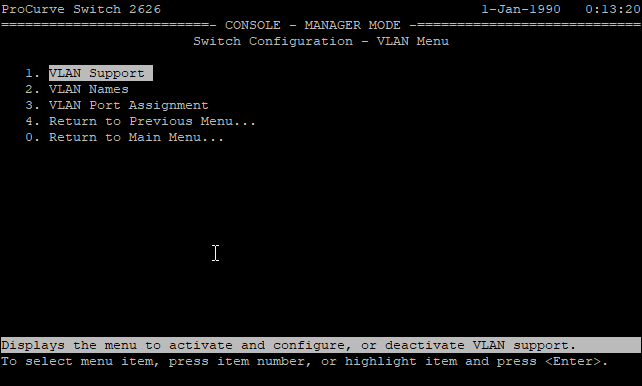 ProCurve Switch 2626 1-Jan-1990 0:13:20
==========================- CONSOLE - MANAGER MODE -============================
Switch Configuration - VLAN Menu
1. VLAN Support
2. VLAN Names
3. VLAN Port Assignment
4. Return to Previous Menu...
0. Return to Main Menu...
Displays the menu to activate and configure, or deactivate VLAN support.
To select menu item, press item number, or highlight item and press <Enter>.